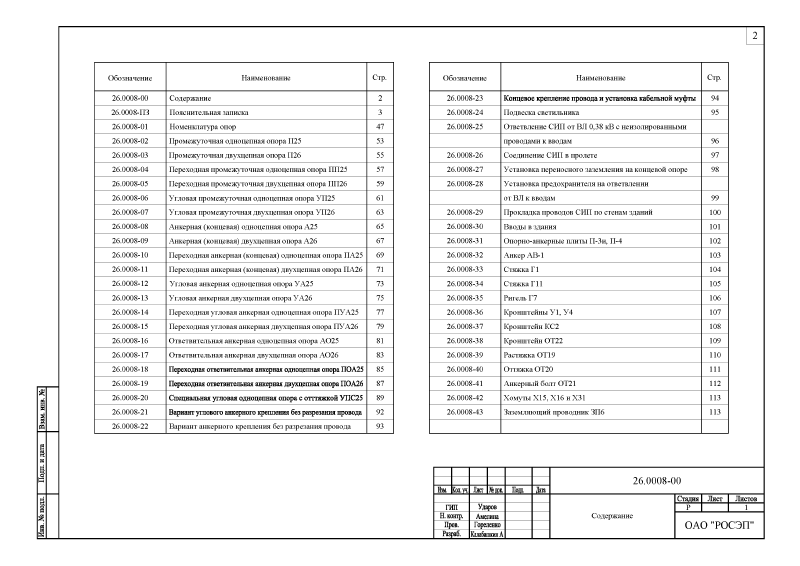 2
Обозначение Наименование Стр.
26.0008-00 Содержание 2
26.0008-ПЗ Пояснительная записка 3
26.0008-01 Номенклатура опор 47
26.0008-02 Промежуточная одноцепная опора П25 53
26.0008-03 Промежуточная двухцепная опора П26 55
26.0008-04 Переходная промежуточная одноцепная опора ПП25 57
26.0008-05 Переходная промежуточная двухцепная опора ПП26 59
26.0008-06 Угловая промежуточная одноцепная опора УП25 61
26.0008-07 Угловая промежуточная двухцепная опора УП26 63
26.0008-08 Анкерная (концевая) одноцепная опора А25 65
26.0008-09 Анкерная (концевая) двухцепная опора А26 67
26.0008-10 Переходная анкерная (концевая) одноцепная опора ПА25 69
26.0008-11 Переходная анкерная (концевая) двухцепная опора ПА26 71
26.0008-12 Угловая анкерная одноцепная опора УА25 73
26.0008-13 Угловая анкерная двухцепная опора УА26 75
26.0008-14 Переходная угловая анкерная одноцепная опора ПУА25 77
26.0008-15 Переходная угловая анкерная двухцепная опора ПУА26 79
26.0008-16 Ответвительная анкерная одноцепная опора АО25 81
26.0008-17 Ответвительная анкерная двухцепная опора АО26 83
26.0008-18 Переходная ответвительная анкерная одноцепная опора ПОА25 85
26.0008-19 Переходная ответвительная анкерная двухцепная опора ПОА26 87
26.0008-20 Специальная угловая одноцепная опора с отттяжкой УПС25 89
26.0008-21 Вариант углового анкерного крепления без разрезания провода 92
26.0008-22 Вариант анкерного крепления без разрезания провода 93
Обозначение Наименование Стр.
26.0008-23 Концевое крепление провода и установка кабельной муфты 94
26.0008-24 Подвеска светильника 95
26.0008-25 Ответвление СИП от ВЛ 0,38 кВ с неизолированными
проводами к вводам 96
26.0008-26 Соединение СИП в пролете 97
26.0008-27 Установка переносного заземления на концевой опоре 98
26.0008-28 Установка предохранителя на ответвлении
от ВЛ к вводам 99
26.0008-29 Прокладка проводов СИП по стенам зданий 100
26.0008-30 Вводы в здания 101
26.0008-31 Опорно-анкерные плиты П-3и, П-4 102
26.0008-32 Анкер АВ-1 103
26.0008-33 Стяжка Г1 104
26.0008-34 Стяжка Г11 105
26.0008-35 Ригель Г7 106
26.0008-36 Кронштейны У1, У4 107
26.0008-37 Кронштейн КС2 108
26.0008-38 Кронштейн ОТ22 109
26.0008-39 Растяжка ОТ19 110
26.0008-40 Оттяжка ОТ20 111
26.0008-41 Анкерный болт ОТ21 112
26.0008-42 Хомуты Х15, Х16 и Х31 113
26.0008-43 Заземляющий проводник ЗП6 113
Взам. инв. №
Подп. и дата
Инв. № подл.
26.0008-00
Изм. Кол. уч Лист № док. Подп. Дата
ГИП Ударов
Н. контр. Амелина
Пров. Гореленко
Разраб. Калабашкин А
Содержание
Стадия Лист Листов
Р 1
ОАО "РОСЭП"